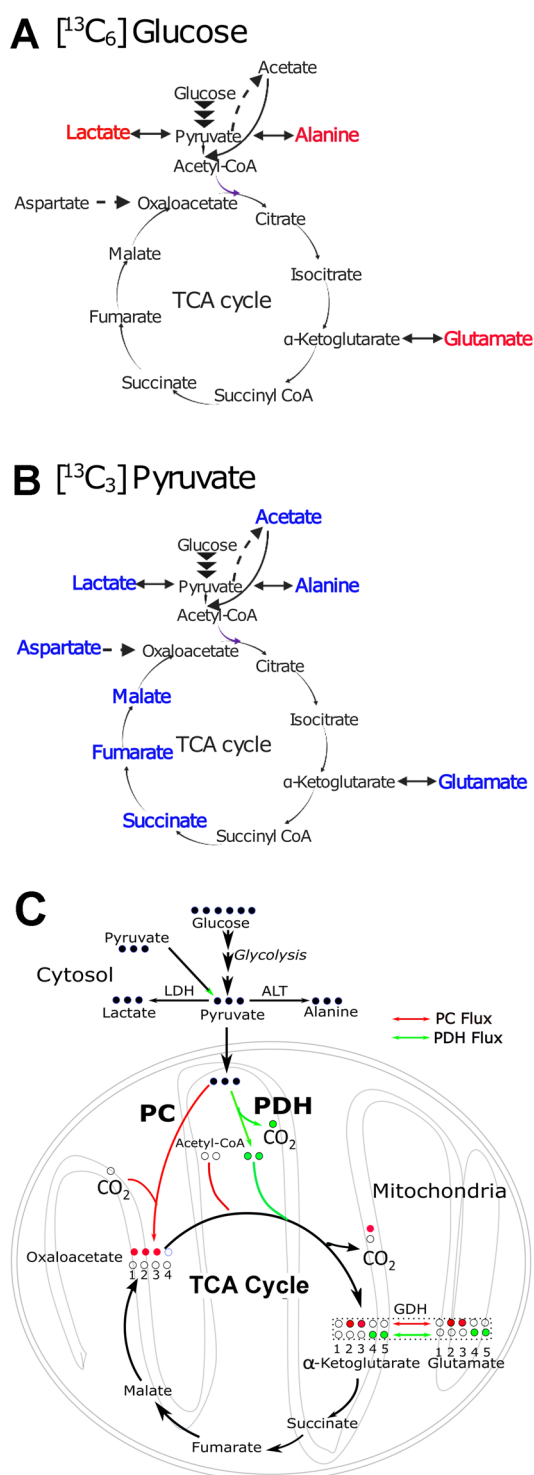 A [¹³C₆] Glucose
Acetate
Glucose
Lactate Pyruvate Alanine
Acetyl-CoA
Aspartate Oxaloacetate
Citrate
Malate
Isocitrate
TCA cycle
Fumarate
α-Ketoglutarate Glutamate
Succinate
Succinyl CoA
B [¹³C₃] Pyruvate
Acetate
Glucose
Lactate Pyruvate Alanine
Acetyl-CoA
Aspartate Oxaloacetate
Citrate
Malate
Isocitrate
Fumarate TCA cycle
α-Ketoglutarate Glutamate
Succinate
Succinyl CoA
C
Glucose
Pyruvate
Glycolysis
Cytosol
LDH ALT
Lactate Pyruvate Alanine
PC Flux
PDH Flux
PC PDH
CO₂
Acetyl-CoA
CO₂
Mitochondria
Oxaloacetate
CO₂
1 2 3 4
TCA Cycle
GDH
1 2 3 4 5 1 2 3 4 5
α-Ketoglutarate Glutamate
Malate
Succinate
Fumarate